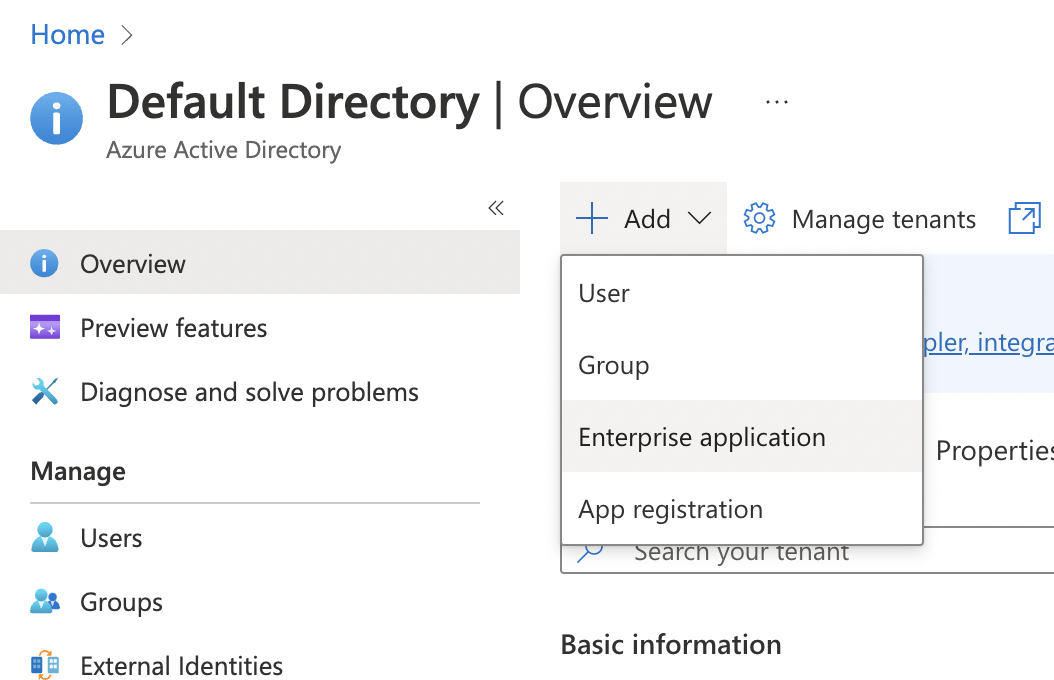 Home
Default Directory | Overview ...
Azure Active Directory
Overview
Preview features
Diagnose and solve problems
Manage
Users
Groups
External Identities
Add
Manage tenants
User
Group
Enterprise application
App registration
pler, integra
Properties
Search your tenant
Basic information